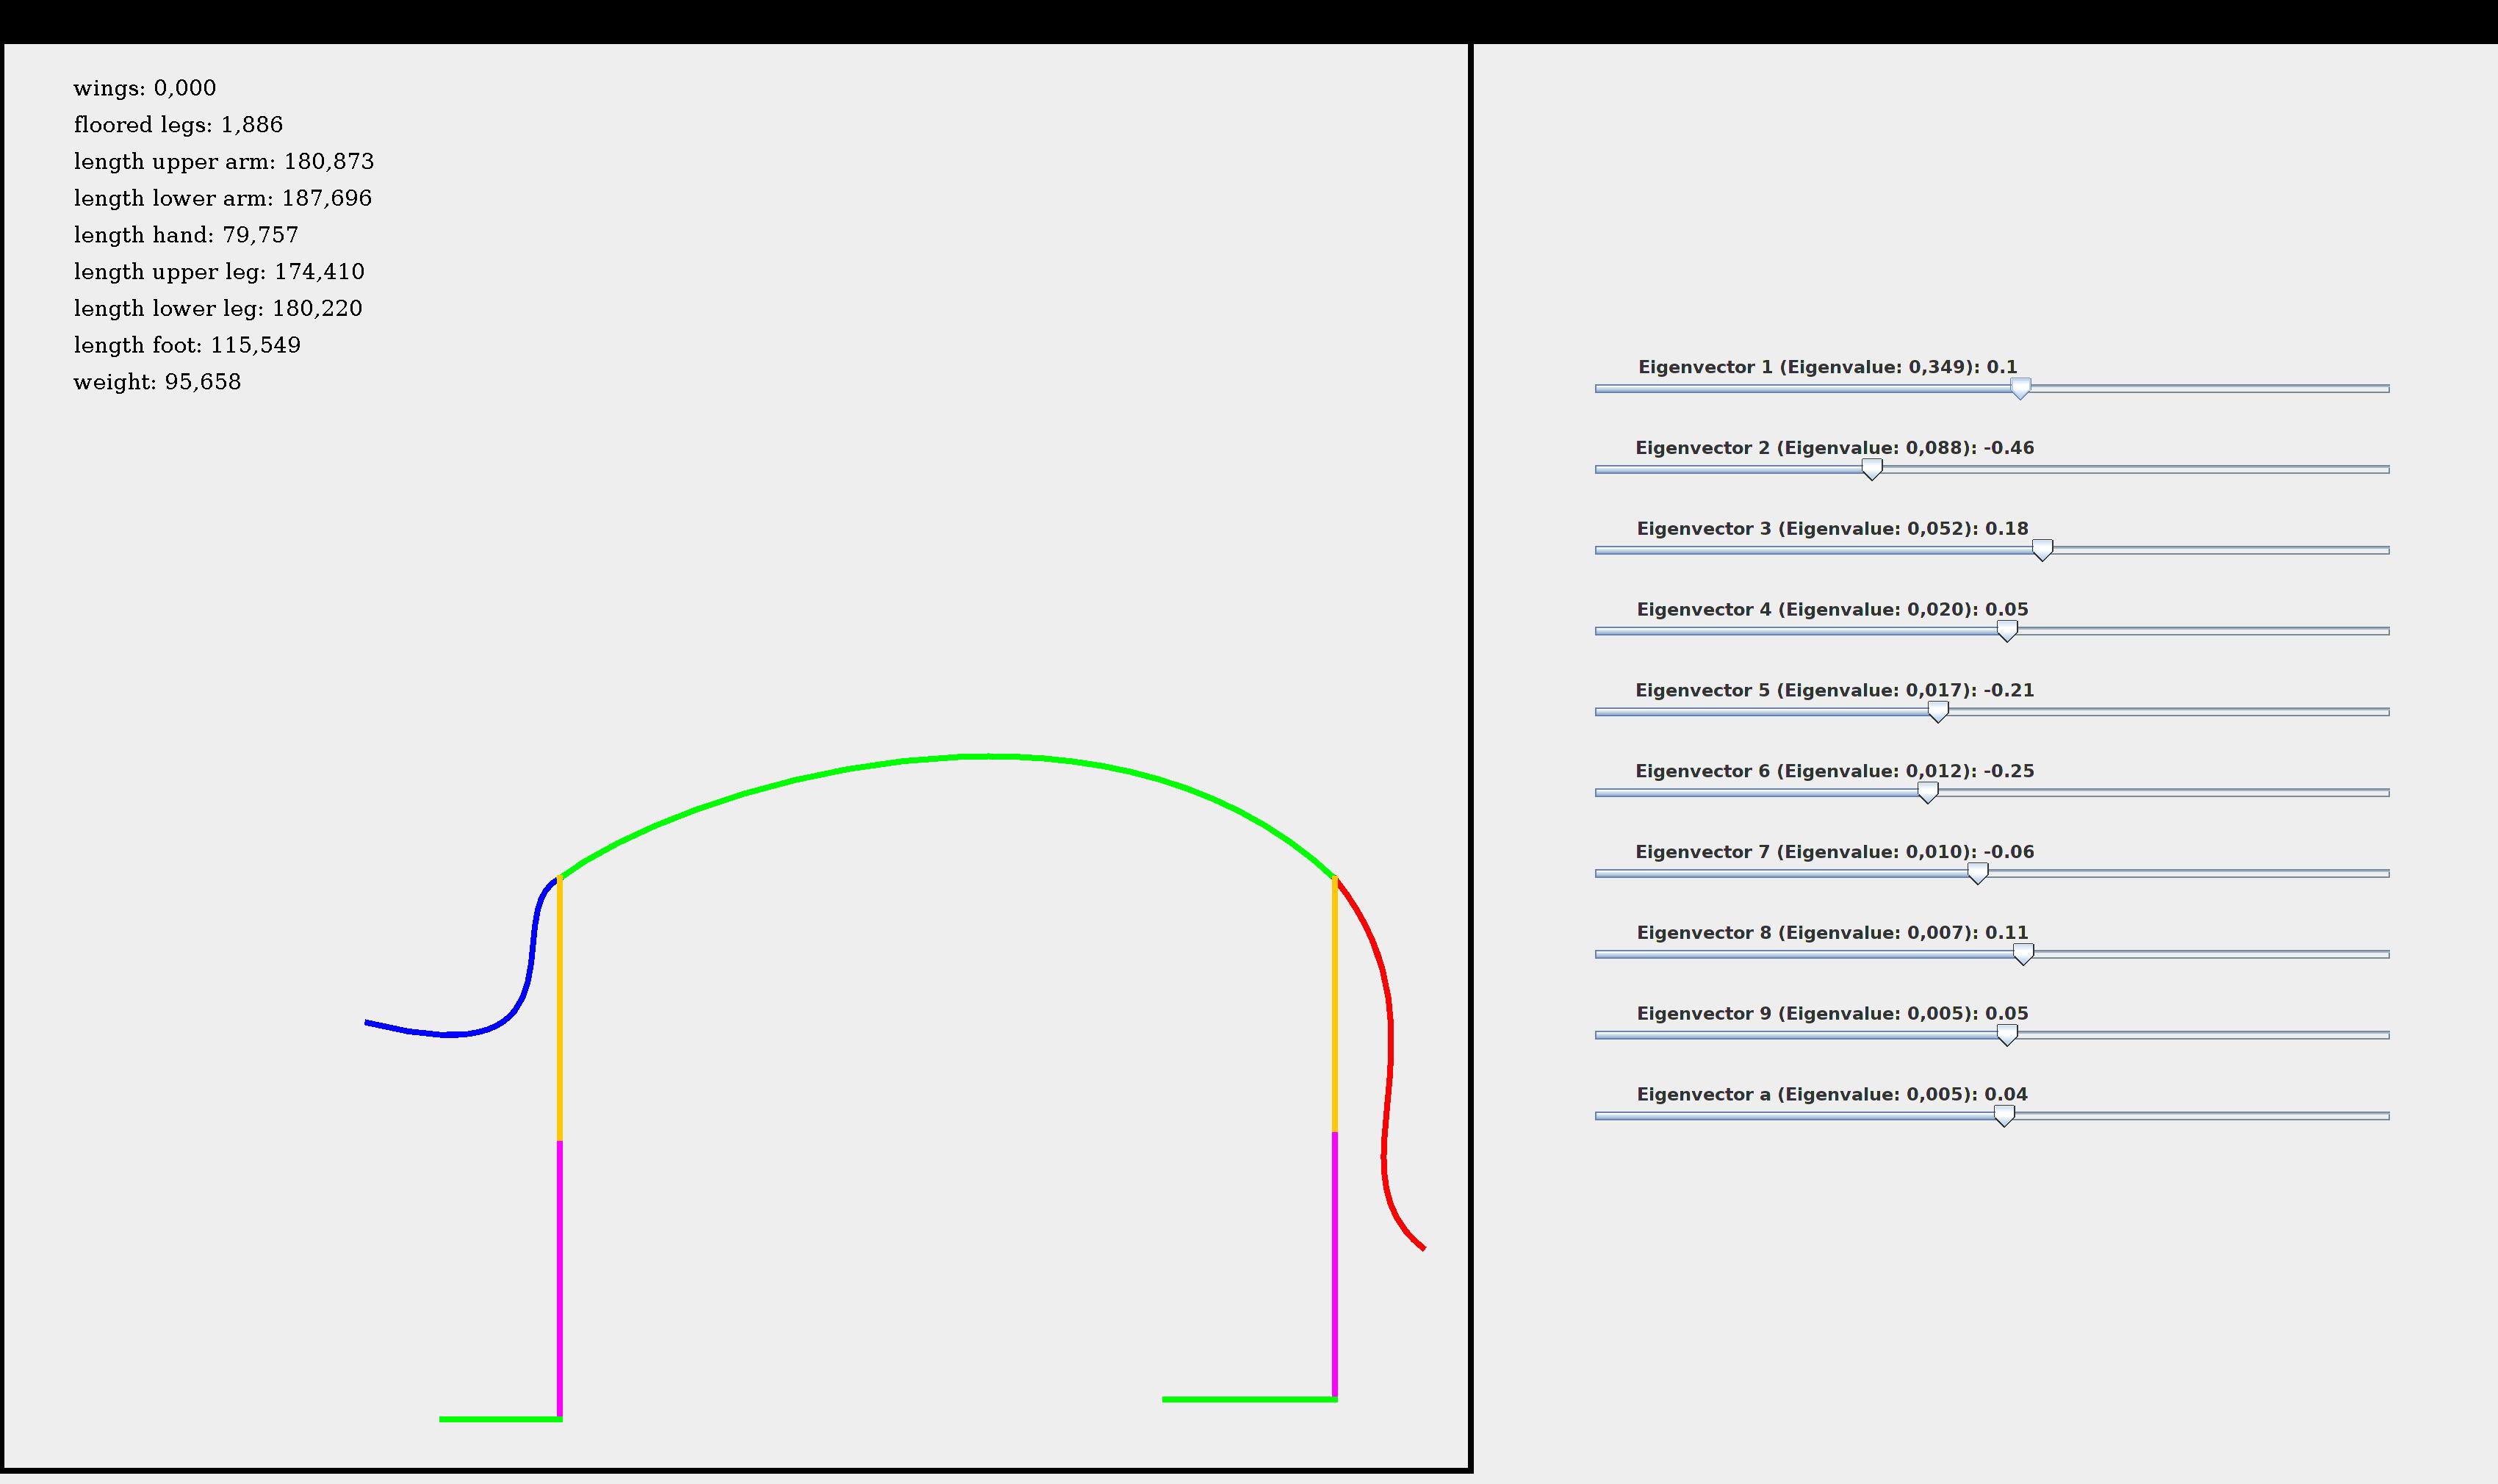 wings: 0,000
floored legs: 1,886
length upper arm: 180,873
length lower arm: 187,696
length hand: 79,757
length upper leg: 174,410
length lower leg: 180,220
length foot: 115,549
weight: 95,658
Eigenvector 1 (Eigenvalue: 0,349): 0.1
Eigenvector 2 (Eigenvalue: 0,088): -0.46
Eigenvector 3 (Eigenvalue: 0,052): 0.18
Eigenvector 4 (Eigenvalue: 0,020): 0.05
Eigenvector 5 (Eigenvalue: 0,017): -0.21
Eigenvector 6 (Eigenvalue: 0,012): -0.25
Eigenvector 7 (Eigenvalue: 0,010): -0.06
Eigenvector 8 (Eigenvalue: 0,007): 0.11
Eigenvector 9 (Eigenvalue: 0,005): 0.05
Eigenvector a (Eigenvalue: 0,005): 0.04